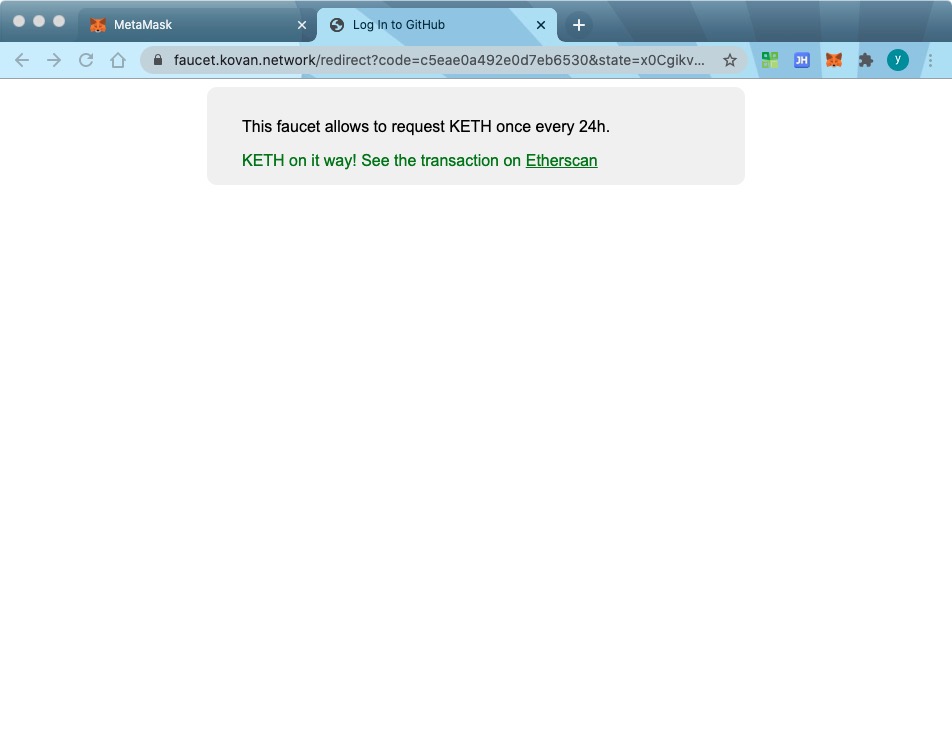 MetaMask
Log In to GitHub
faucet.kovan.network/redirect?code=c5eae0a492e0d7eb6530&state=x0Cgikv...
JH
y
This faucet allows to request KETH once every 24h.
KETH on it way! See the transaction on Etherscan